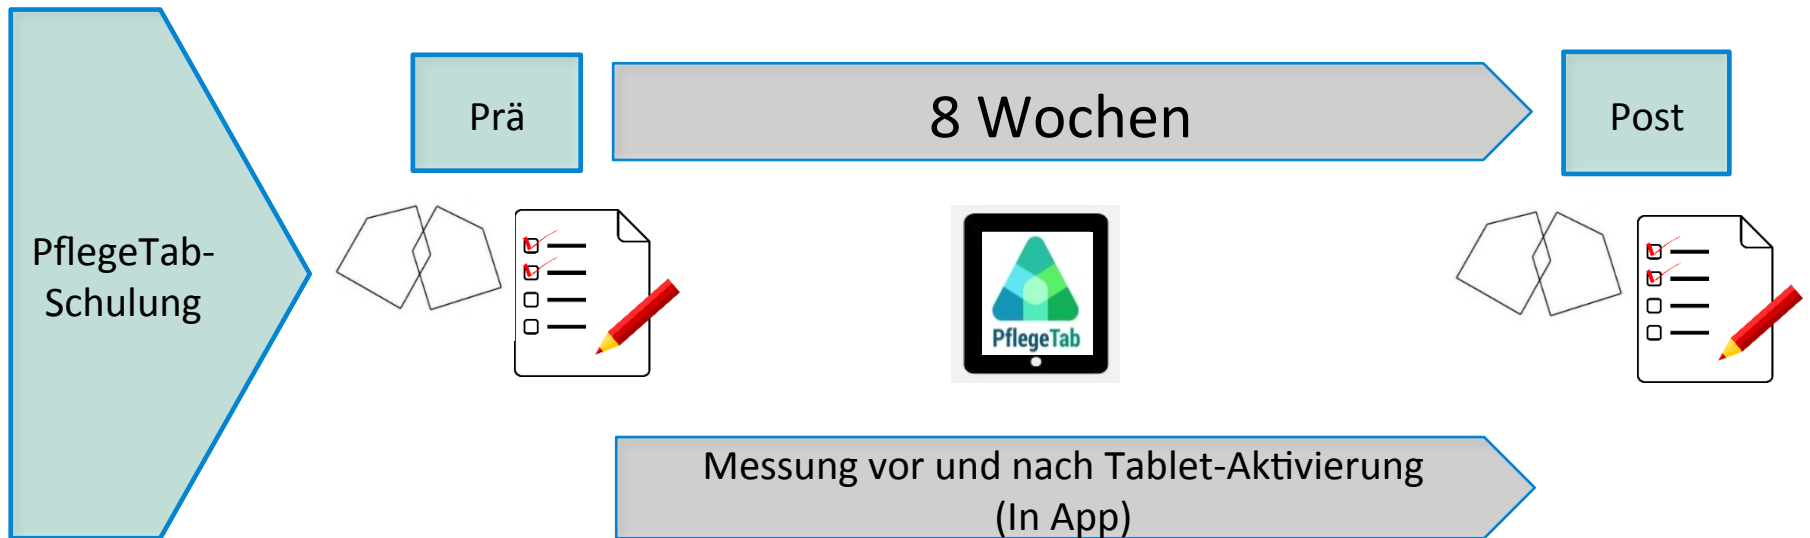 PflegeTab-
Schulung
Prä
8 Wochen
Post
PflegeTab
Messung vor und nach Tablet-Aktivierung
(In App)